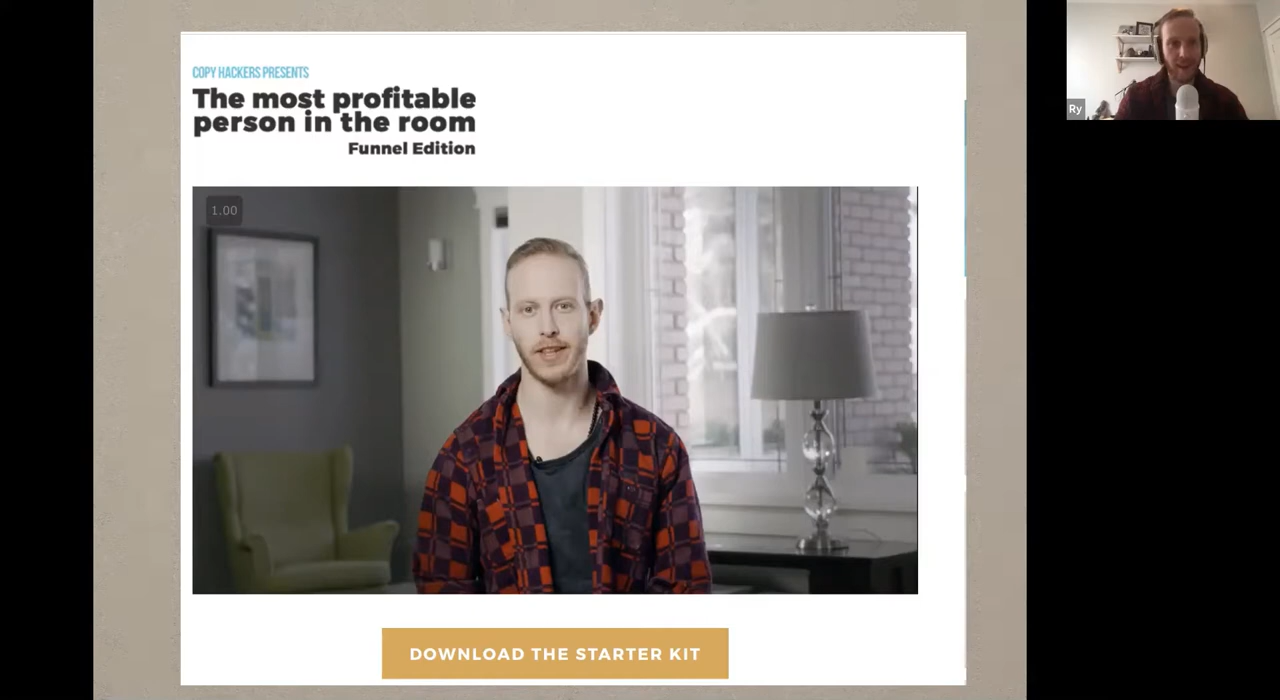 COPY HACKERS PRESENTS
The most profitable
person in the room
Funnel Edition
1.00
DOWNLOAD THE STARTER KIT
Ry